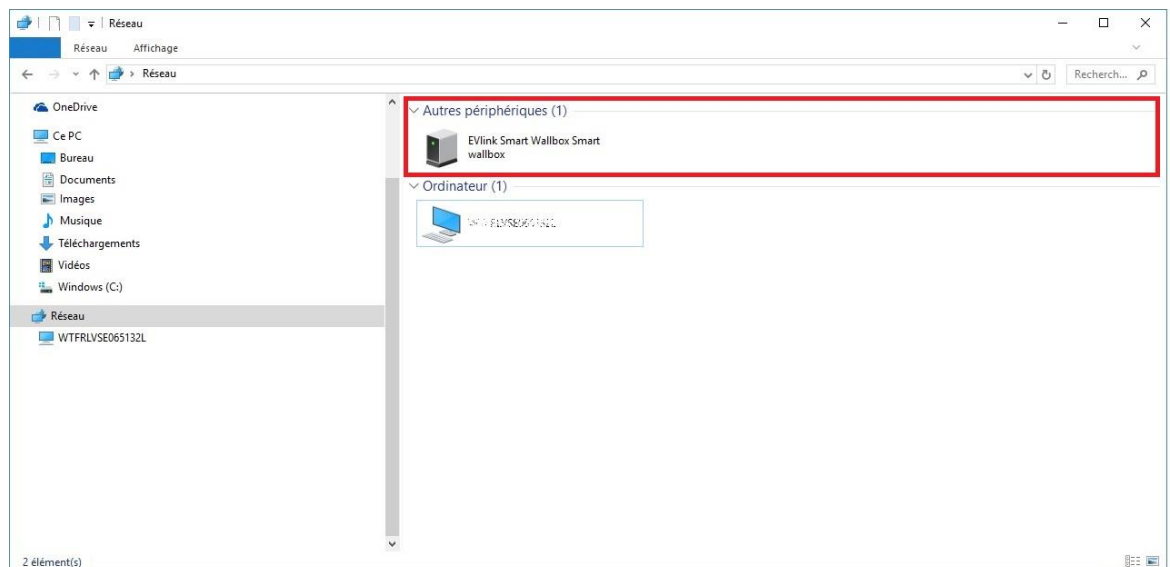 Réseau
Réseau Affichage
Réseau
Recherch...
OneDrive
Ce PC
Bureau
Documents
Images
Musique
Téléchargements
Vidéos
Windows (C:)
Réseau
WTFRLVSE065132L
Autres périphériques (1)
EVlink Smart Wallbox Smart
wallbox
Ordinateur (1)
2 élément(s)